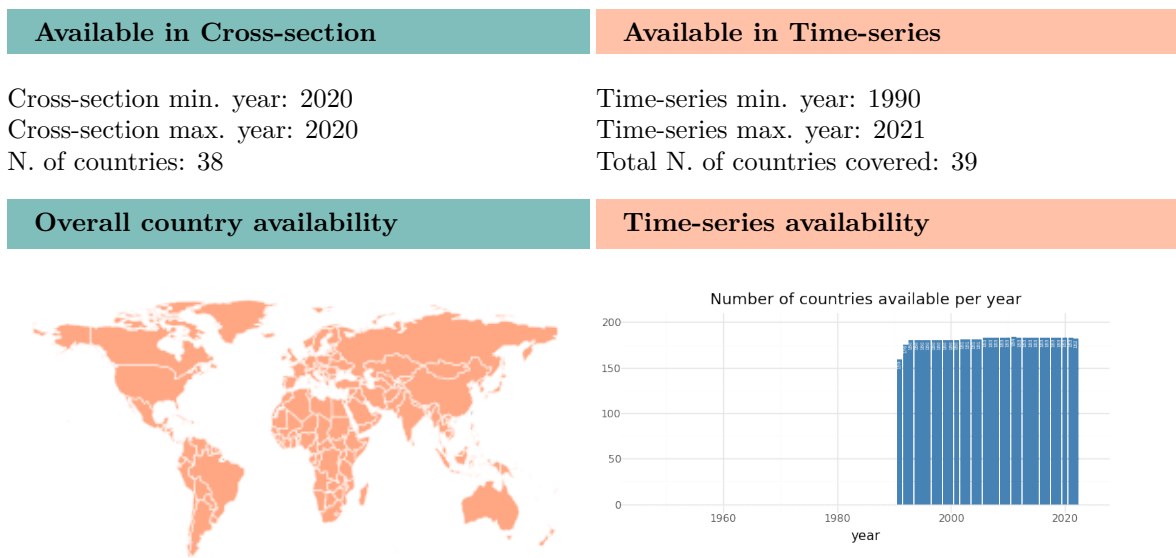 Available in Cross-section
Available in Time-series
Cross-section min. year: 2020
Cross-section max. year: 2020
N. of countries: 38
Time-series min. year: 1990
Time-series max. year: 2021
Total N. of countries covered: 39
Overall country availability
Time-series availability
Number of countries available per year
200
150
100
50
0
1960
1980
2000
2020
year